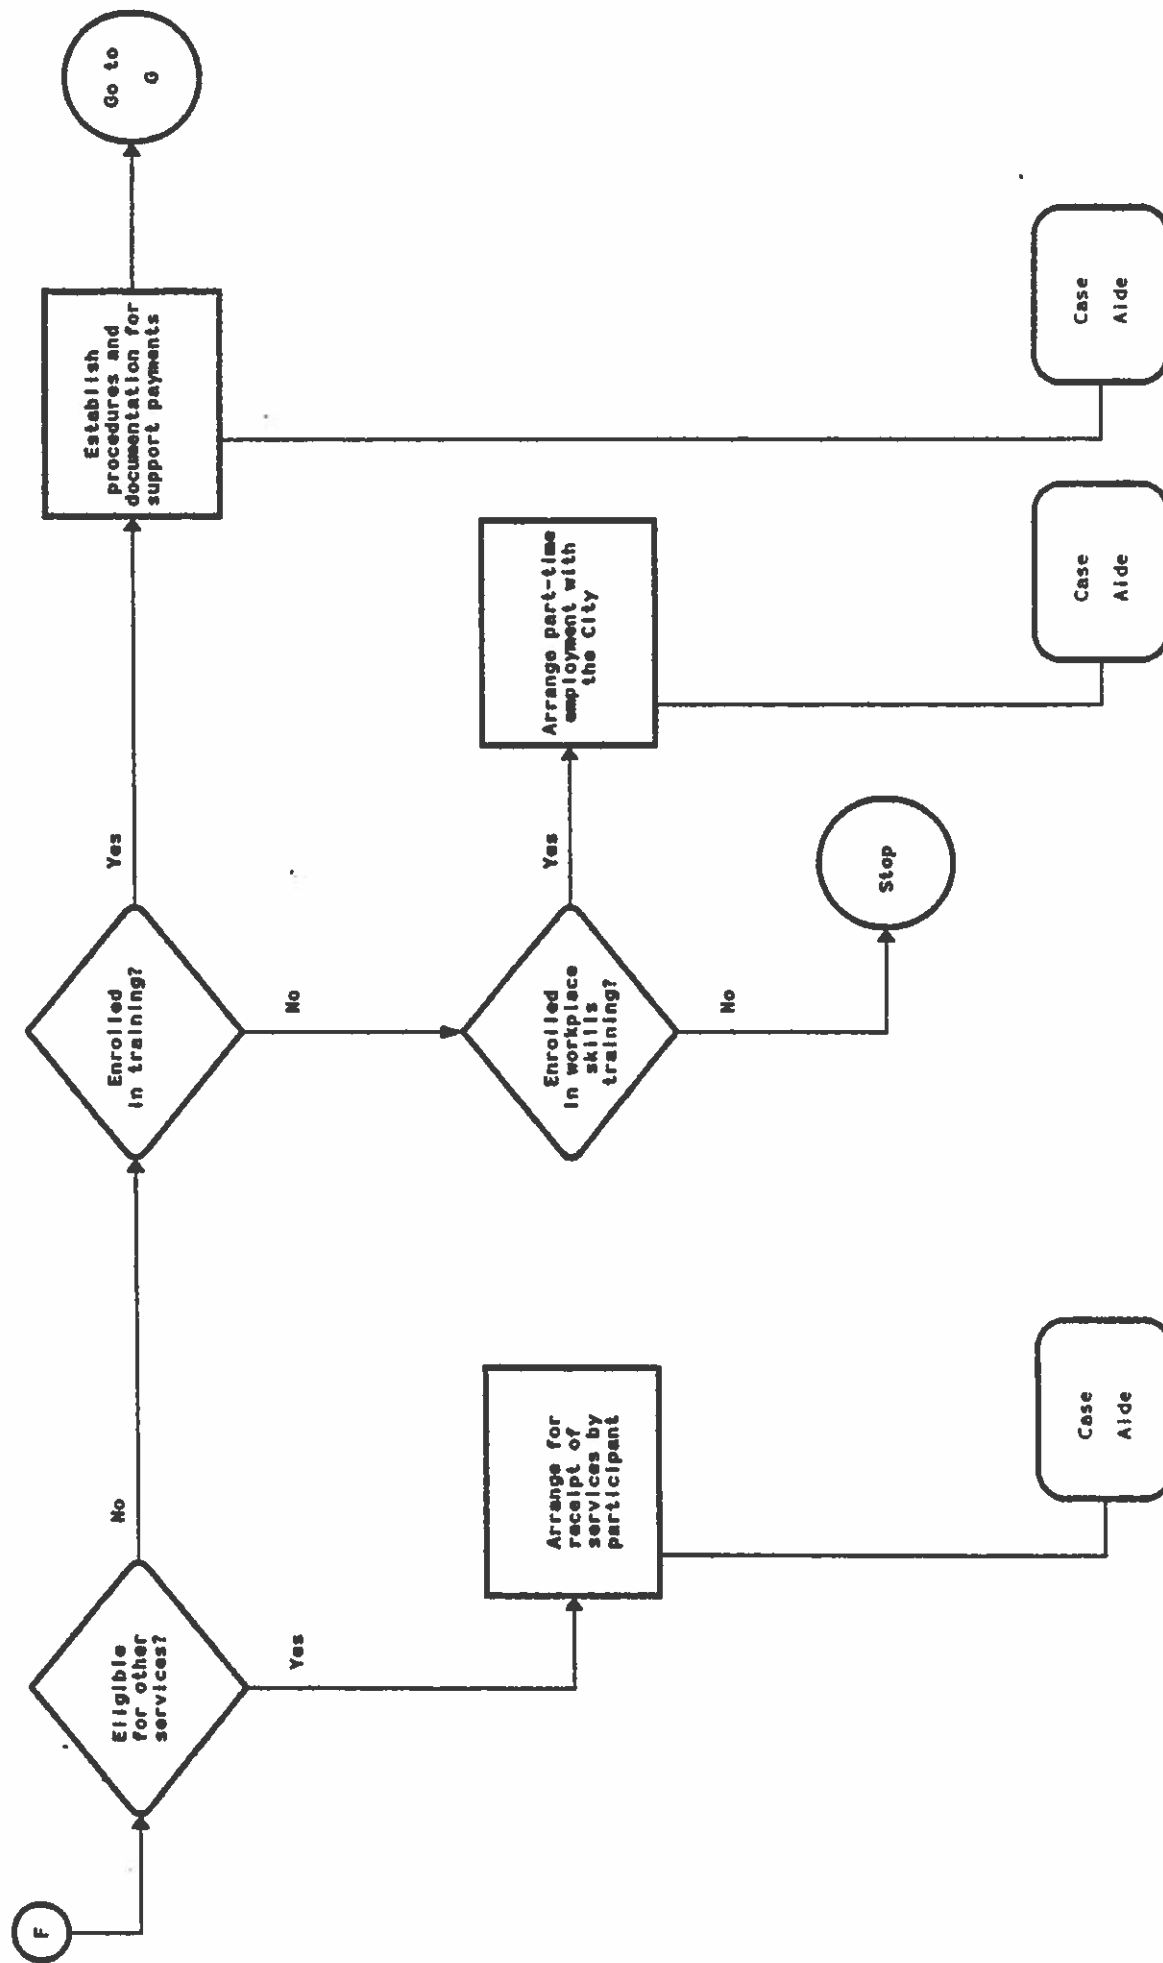 F
Eligible
for other
services?
No
Yes
Arrange for
receipt of
services by
participant
Case
Aide
Enrolled
in training?
Yes
No
Enrolled
in workplace
skills
training?
Yes
No
Stop
Arrange part-time
employment with
the City
Case
Aide
Establish
procedures and
documentation for
support payments
Case
Aide
Go to
G